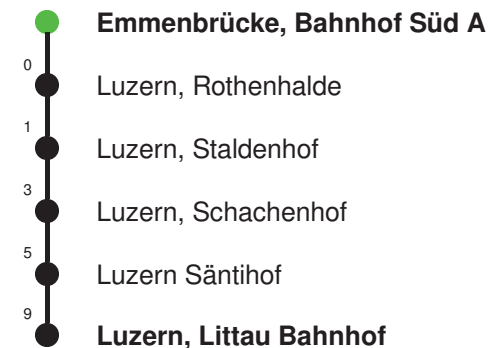 Emmenbrücke, Bahnhof Süd A
0
Luzern, Rothenhalde
1
Luzern, Staldenhof
3
Luzern, Schachenhof
5
Luzern Säntihof
9
Luzern, Littau Bahnhof